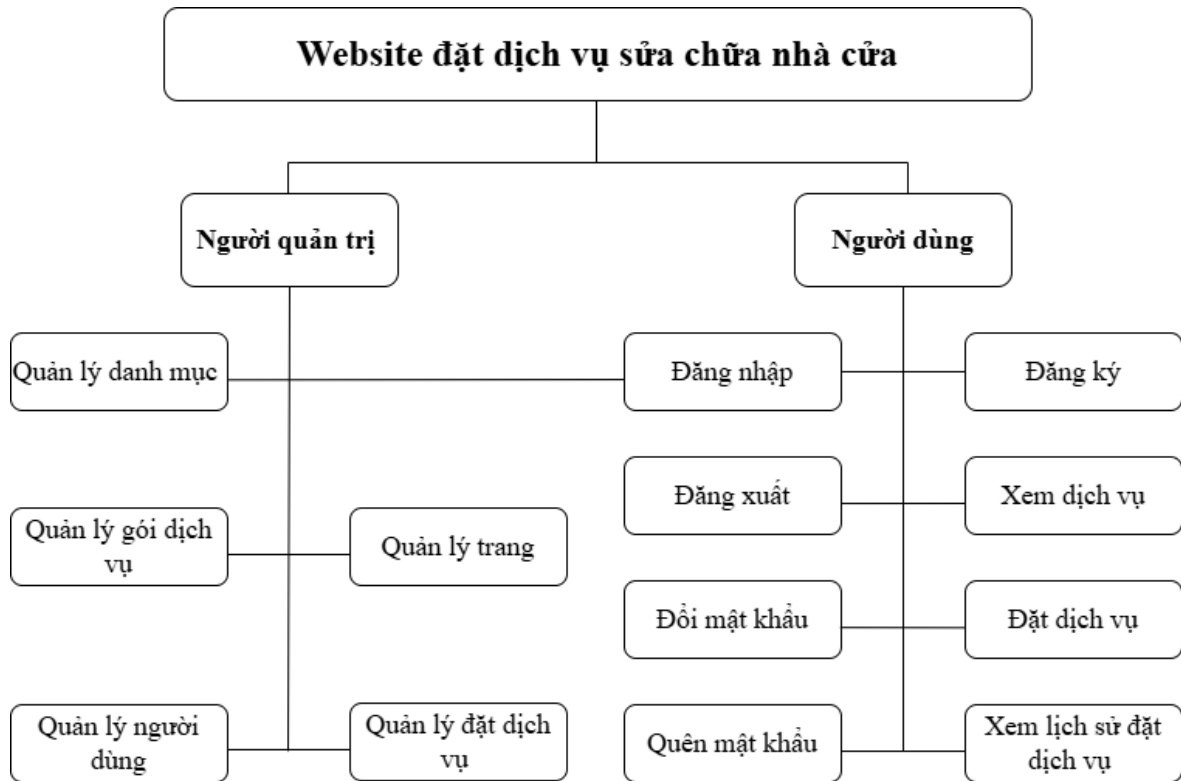 Website đặt dịch vụ sửa chữa nhà cửa
Người quản trị
Người dùng
Quản lý danh mục
Đăng nhập
Đăng ký
Đăng xuất
Xem dịch vụ
Quản lý gói dịch
vụ
Quản lý trang
Đổi mật khẩu
Đặt dịch vụ
Quản lý người
dùng
Quản lý đặt dịch
vụ
Quên mật khẩu
Xem lịch sử đặt
dịch vụ